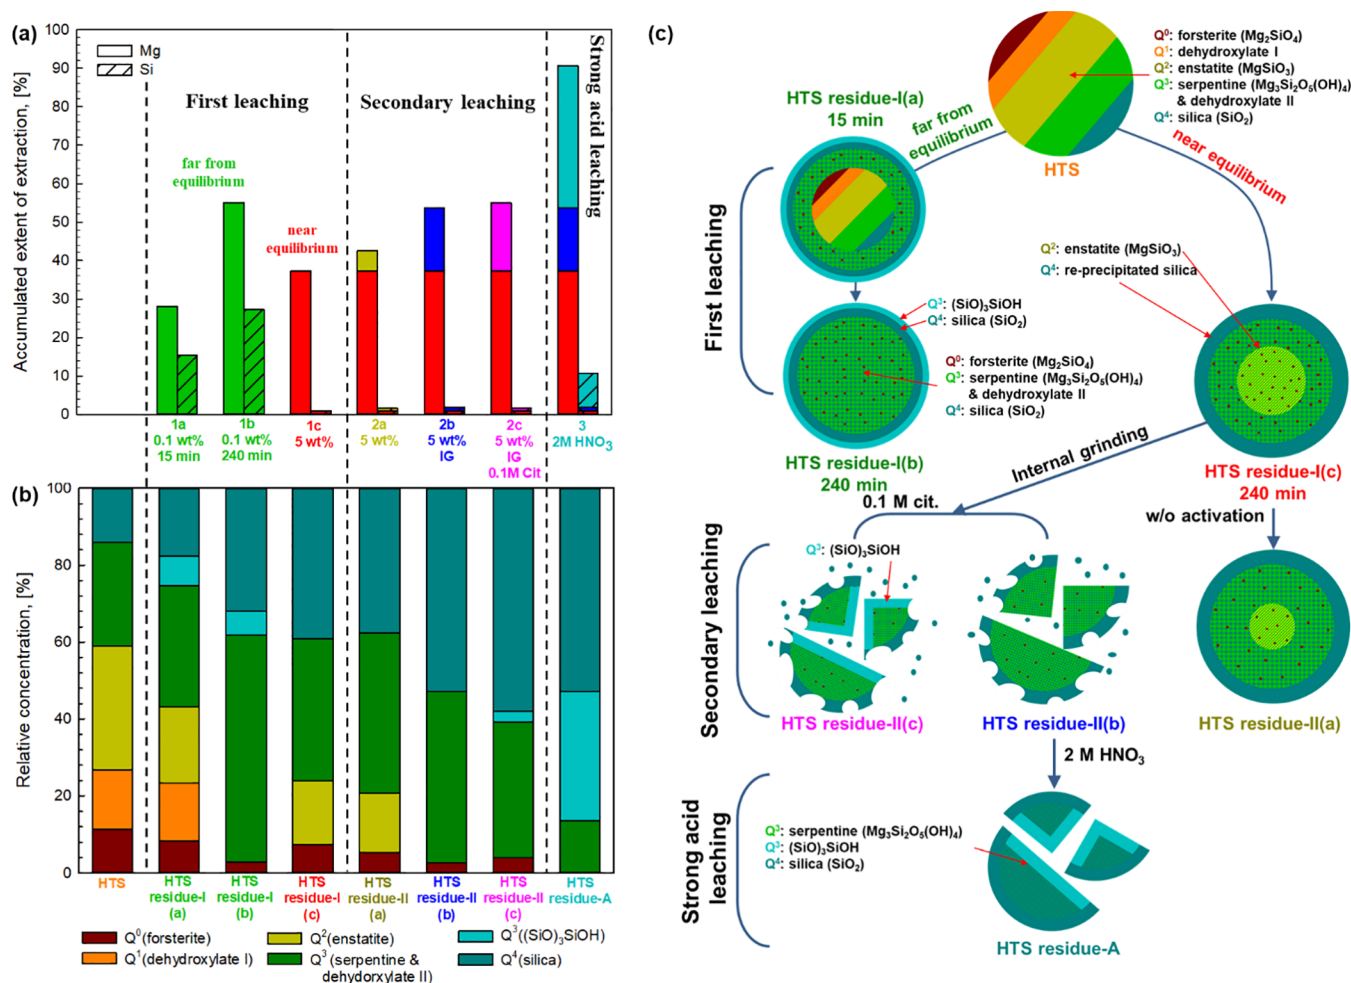 (a)
Accumulated extent of extraction, [%]
100
90
80
70
60
50
40
30
20
10
0
Mg
Si
First leaching
far from
equilibrium
near
equilibrium
Secondary leaching
Strong acid leaching
1a
0.1 wt%
15 min
1b
0.1 wt%
240 min
1c
5 wt%
2a
5 wt%
2b
5 wt%
IG
2c
5 wt%
IG
0.1M Cit
3
2M HNO3
(b)
Relative concentration, [%]
100
80
60
40
20
0
HTS
HTS
residue-I
(a)
HTS
residue-I
(b)
HTS
residue-I
(c)
HTS
residue-II
(a)
HTS
residue-II
(b)
HTS
residue-II
(c)
HTS
residue-A
Q0(forsterite)
Q1(dehydroxylate I)
Q2(enstatite)
Q3 (serpentine &
dehydorxylate II)
Q3((SiO)3SiOH)
Q4(silica)
(c)
Q0: forsterite (Mg2SiO4)
Q1: dehydroxylate I
Q2: enstatite (MgSiO3)
Q3: serpentine (Mg3Si2O5(OH)4)
& dehydroxylate II
Q4: silica (SiO2)
HTS
far from
equilibrium
near equilibrium
HTS residue-I(a)
15 min
First leaching
Q3: (SiO)3SiOH
Q4: silica (SiO2)
Q0: forsterite (Mg2SiO4)
Q3: serpentine (Mg3Si2O5(OH)4)
& dehydroxylate II
Q4: silica (SiO2)
HTS residue-I(b)
240 min
Q2: enstatite (MgSiO3)
Q4: re-precipitated silica
HTS residue-I(c)
240 min
Internal grinding
0.1 M cit.
w/o activation
Secondary leaching
Q3: (SiO)3SiOH
HTS residue-II(c)
HTS residue-II(b)
HTS residue-II(a)
2 M HNO3
Strong acid
leaching
Q3: serpentine (Mg3Si2O5(OH)4)
Q3: (SiO)3SiOH
Q4: silica (SiO2)
HTS residue-A